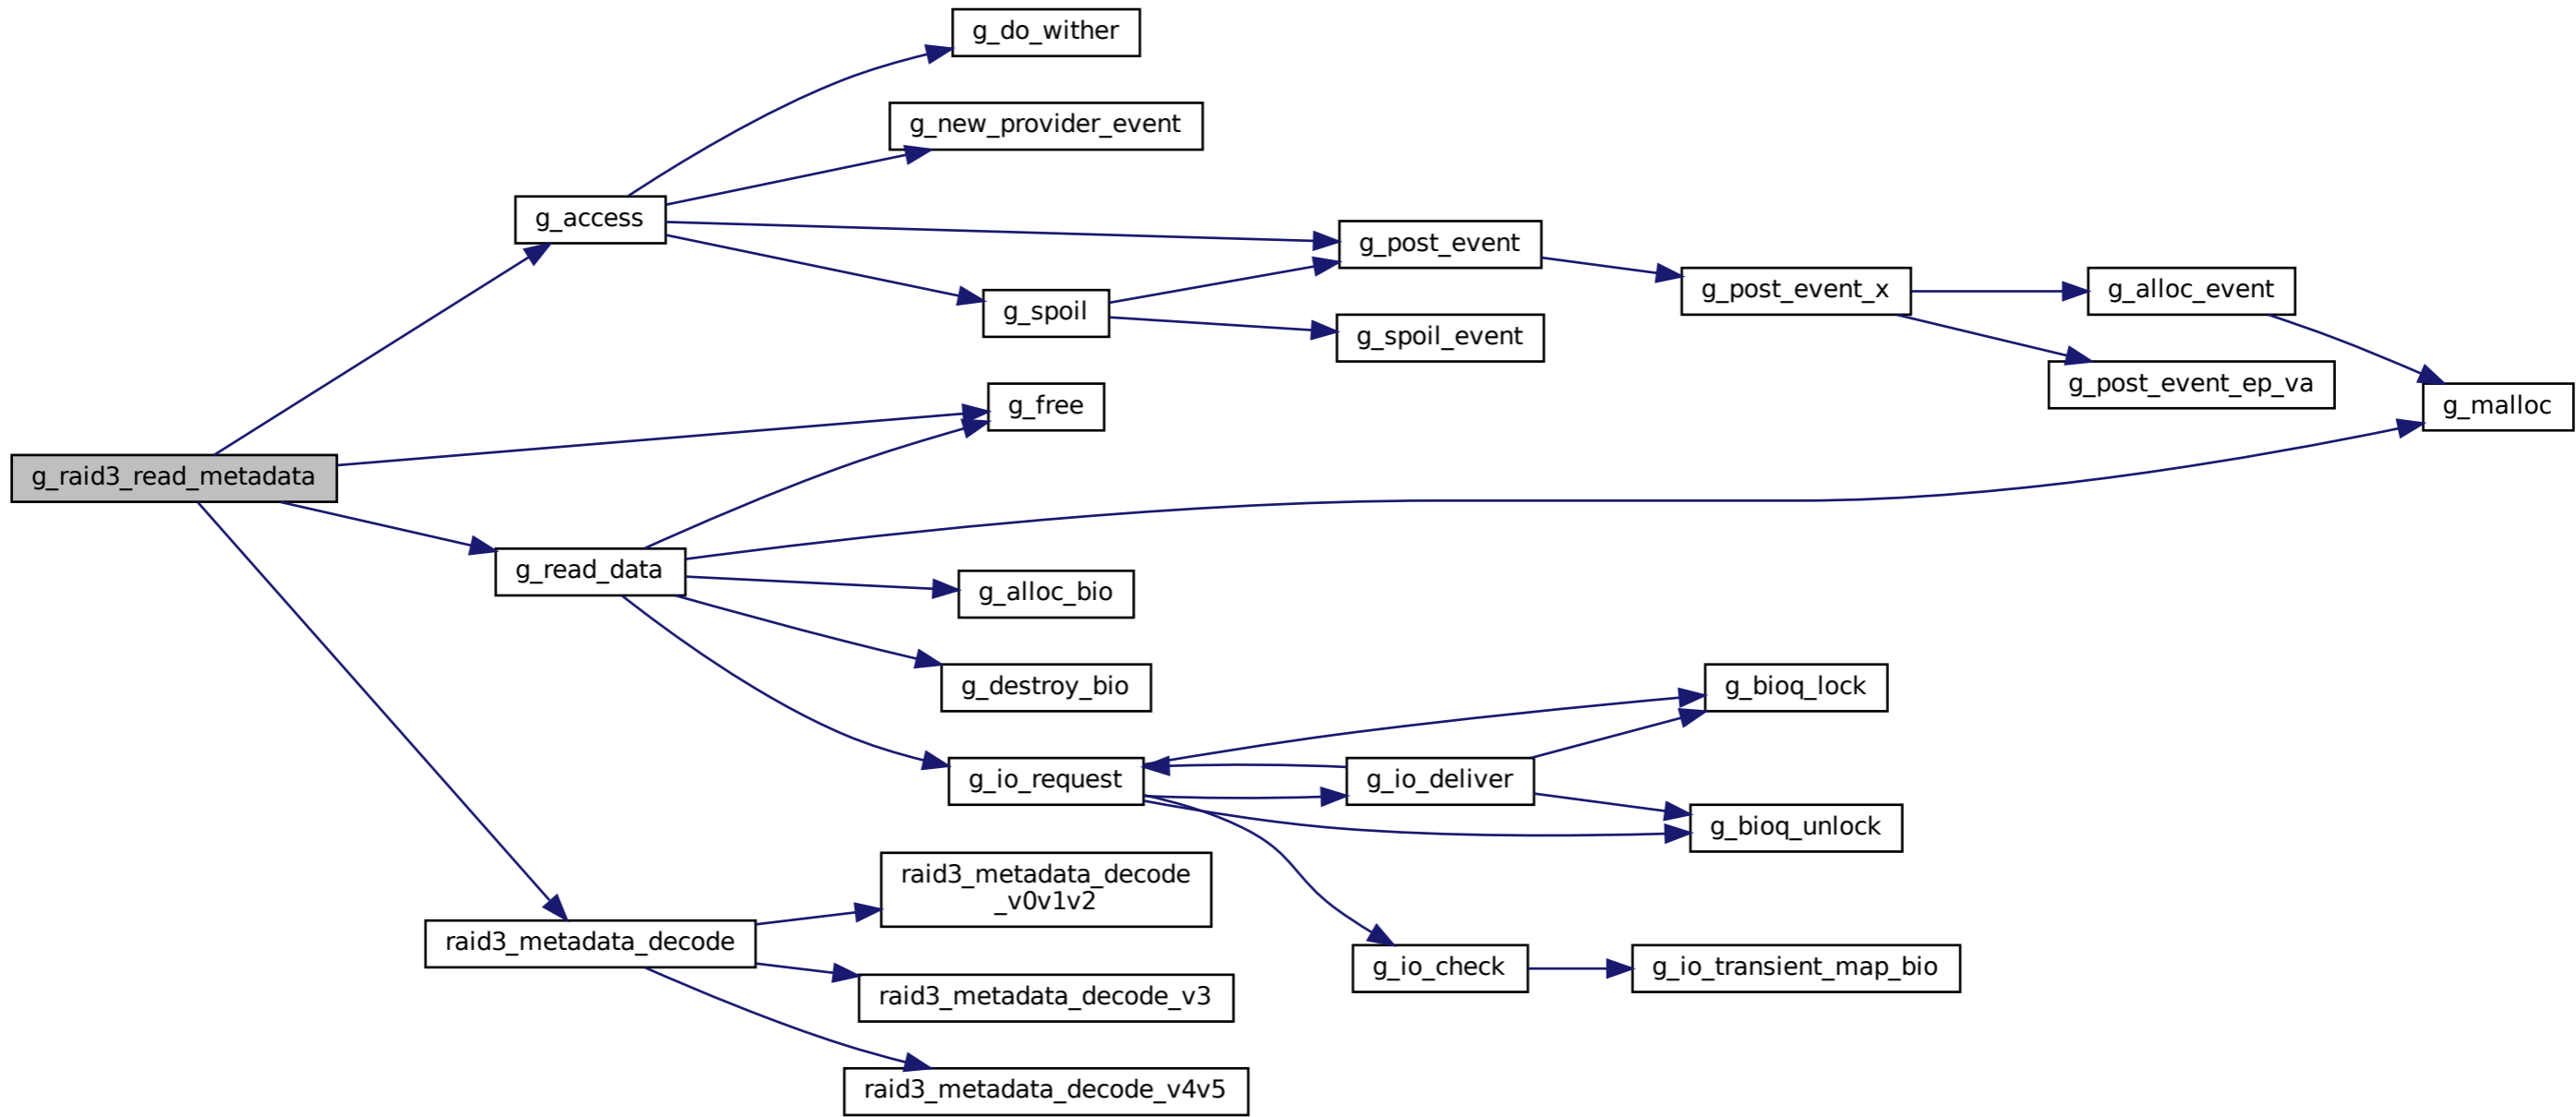 g_do_wither
g_new_provider_event
g_access
g_post_event
g_spoil
g_post_event_x
g_alloc_event
g_spoil_event
g_post_event_ep_va
g_free
g_malloc
g_raid3_read_metadata
g_read_data
g_alloc_bio
g_destroy_bio
g_bioq_lock
g_io_request
g_io_deliver
g_bioq_unlock
raid3_metadata_decode
_v0v1v2
raid3_metadata_decode
g_io_check
g_io_transient_map_bio
raid3_metadata_decode_v3
raid3_metadata_decode_v4v5